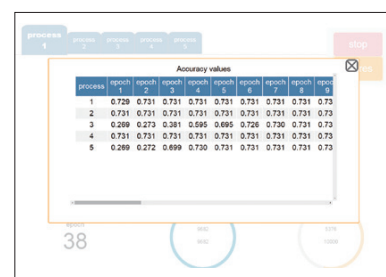 process
1
process
2
process
3
process
4
process
5
stop
Accuracy values
process epoch 1 epoch 2 epoch 3 epoch 4 epoch 5 epoch 6 epoch 7 epoch 8 epoc 9
1 0.729 0.731 0.731 0.731 0.731 0.731 0.731 0.731 0.73
2 0.731 0.731 0.731 0.731 0.731 0.731 0.731 0.731 0.73
3 0.269 0.273 0.381 0.595 0.695 0.726 0.730 0.731 0.73
4 0.731 0.731 0.731 0.731 0.731 0.731 0.731 0.731 0.73
5 0.269 0.272 0.699 0.730 0.731 0.731 0.731 0.731 0.73
epoch
38